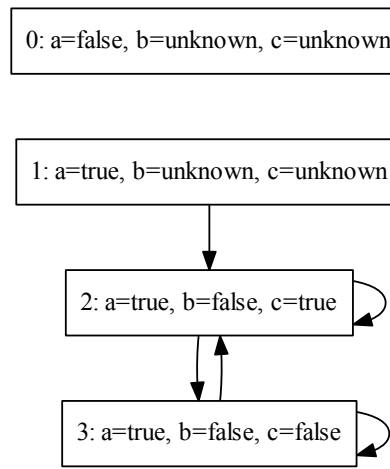 0: a=false, b=unknown, c=unknown
1: a=true, b=unknown, c=unknown
2: a=true, b=false, c=true
3: a=true, b=false, c=false